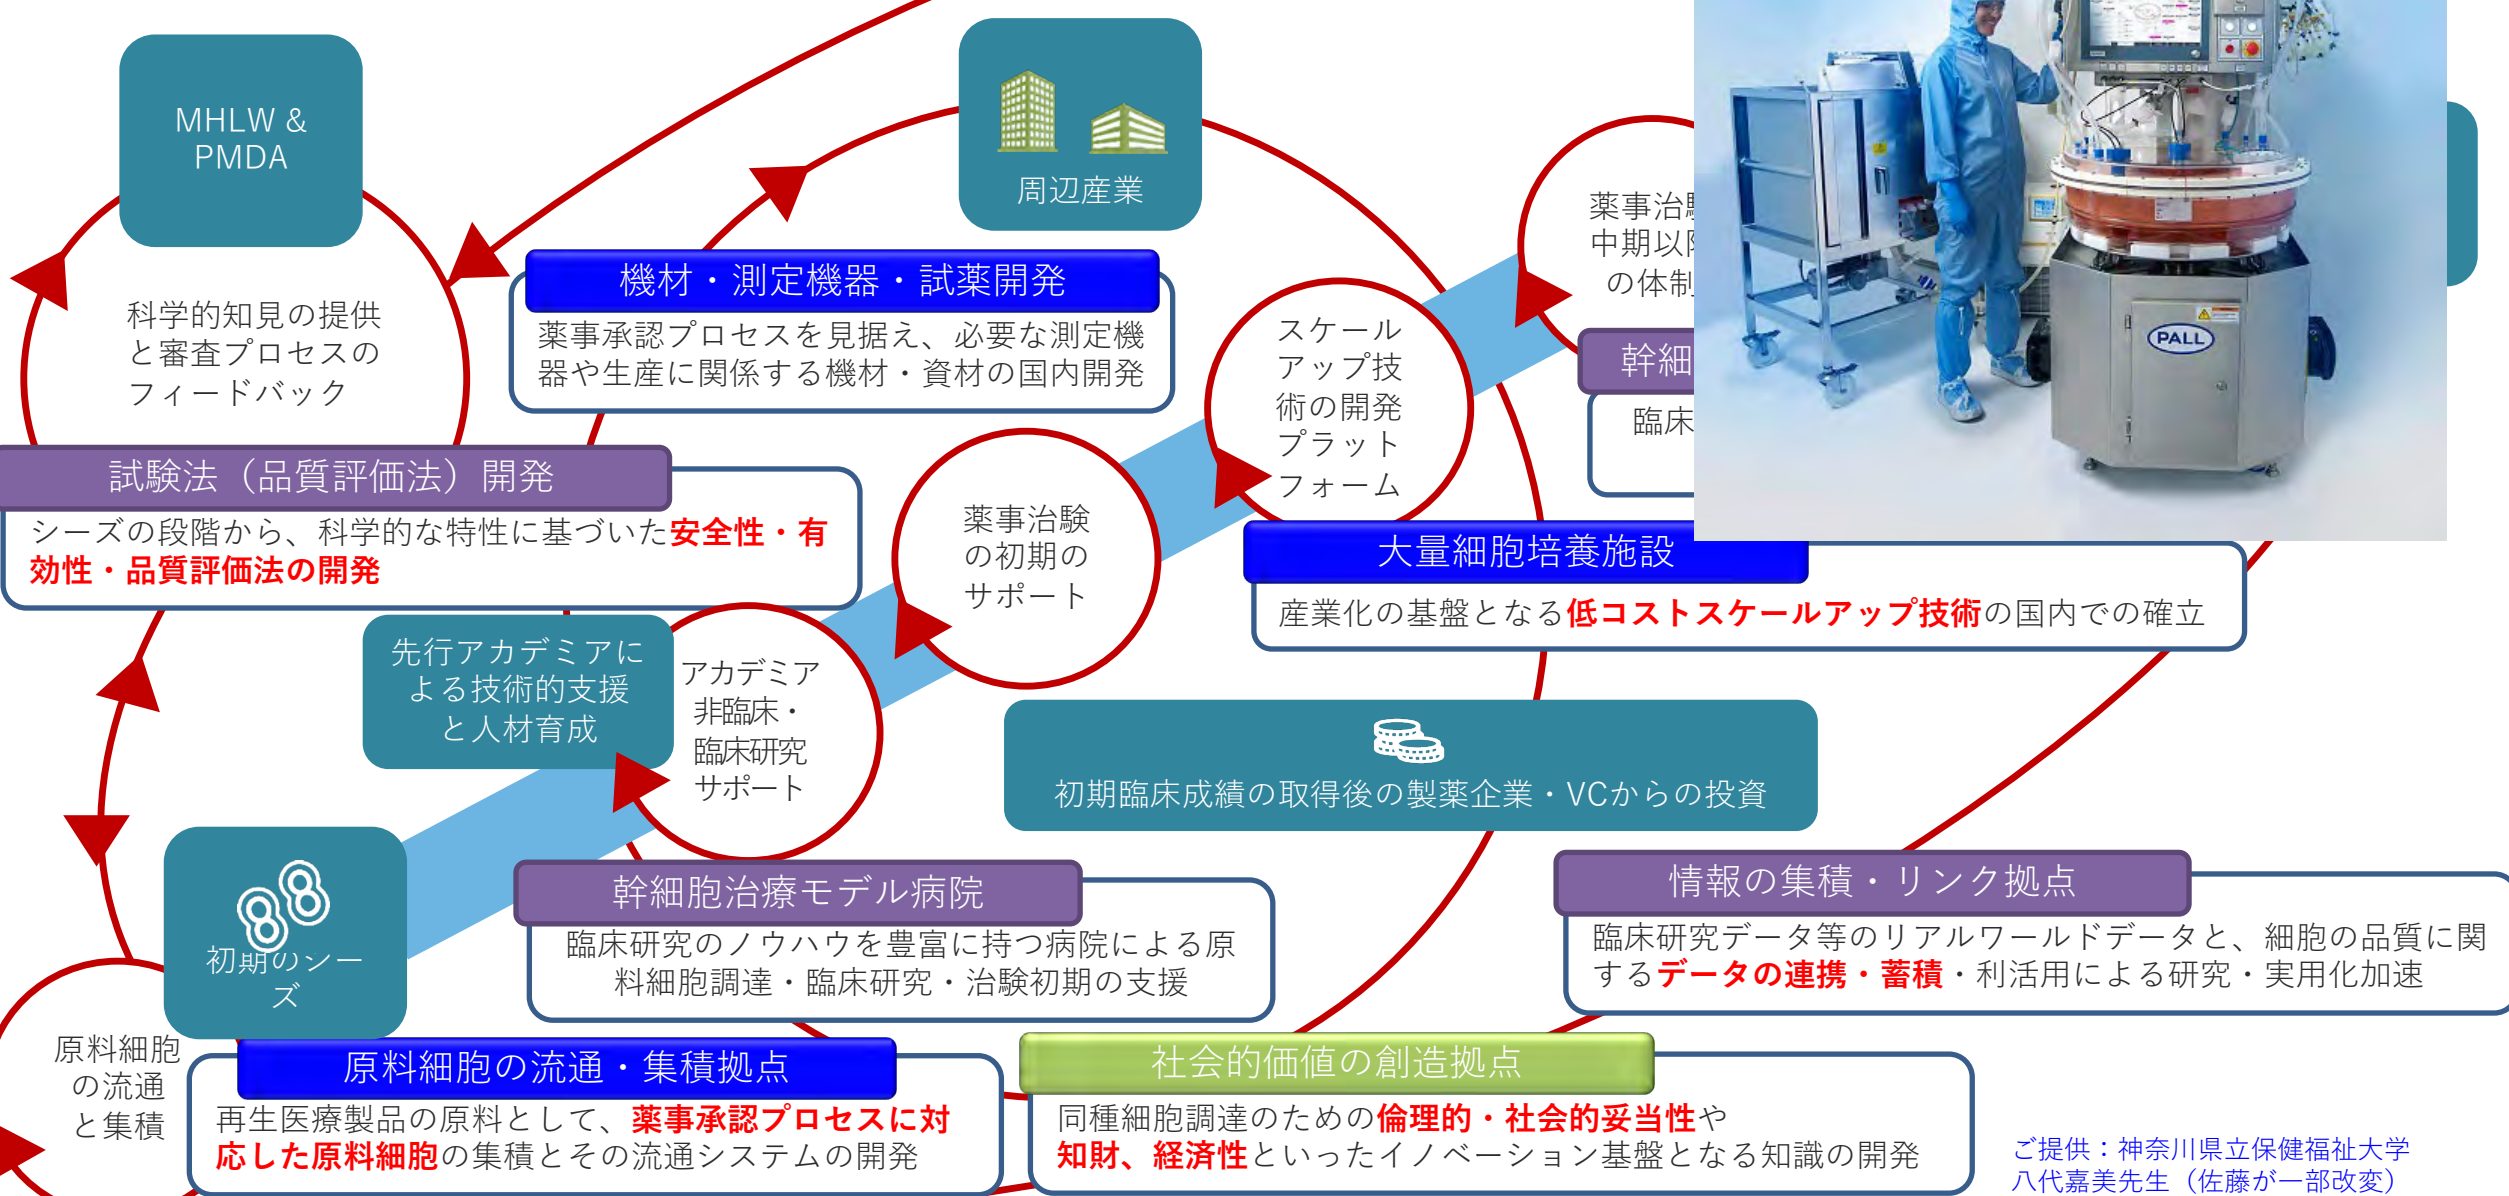 MHLW &
PMDA
周辺産業
科学的知見の提供
と審査プロセスの
フィードバック
機材・測定機器・試薬開発
薬事承認プロセスを見据え、必要な測定機
器や生産に関係する機材・資材の国内開発
スケール
アップ技
術の開発
プラット
フォーム
薬事治
中期以
の体制
幹細
臨床
PALL
試験法（品質評価法）開発
シーズの段階から、科学的な特性に基づいた安全性・有
効性・品質評価法の開発
薬事治験
の初期の
サポート
大量細胞培養施設
産業化の基盤となる低コストスケールアップ技術の国内での確立
先行アカデミアに
よる技術的支援
と人材育成
アカデミア
非臨床・
臨床研究
サポート
初期臨床成績の取得後の製薬企業・VCからの投資
初期のシー
ズ
幹細胞治療モデル病院
臨床研究のノウハウを豊富に持つ病院による原
料細胞調達・臨床研究・治験初期の支援
情報の集積・リンク拠点
臨床研究データ等のリアルワールドデータと、細胞の品質に関
するデータの連携・蓄積・利活用による研究・実用化加速
原料細胞
の流通
と集積
原料細胞の流通・集積拠点
再生医療製品の原料として、薬事承認プロセスに対
応した原料細胞の集積とその流通システムの開発
社会的価値の創造拠点
同種細胞調達のための倫理的・社会的妥当性や
知財、経済性といったイノベーション基盤となる知識の開発
ご提供：神奈川県立保健福祉大学
八代嘉美先生（佐藤が一部改変）